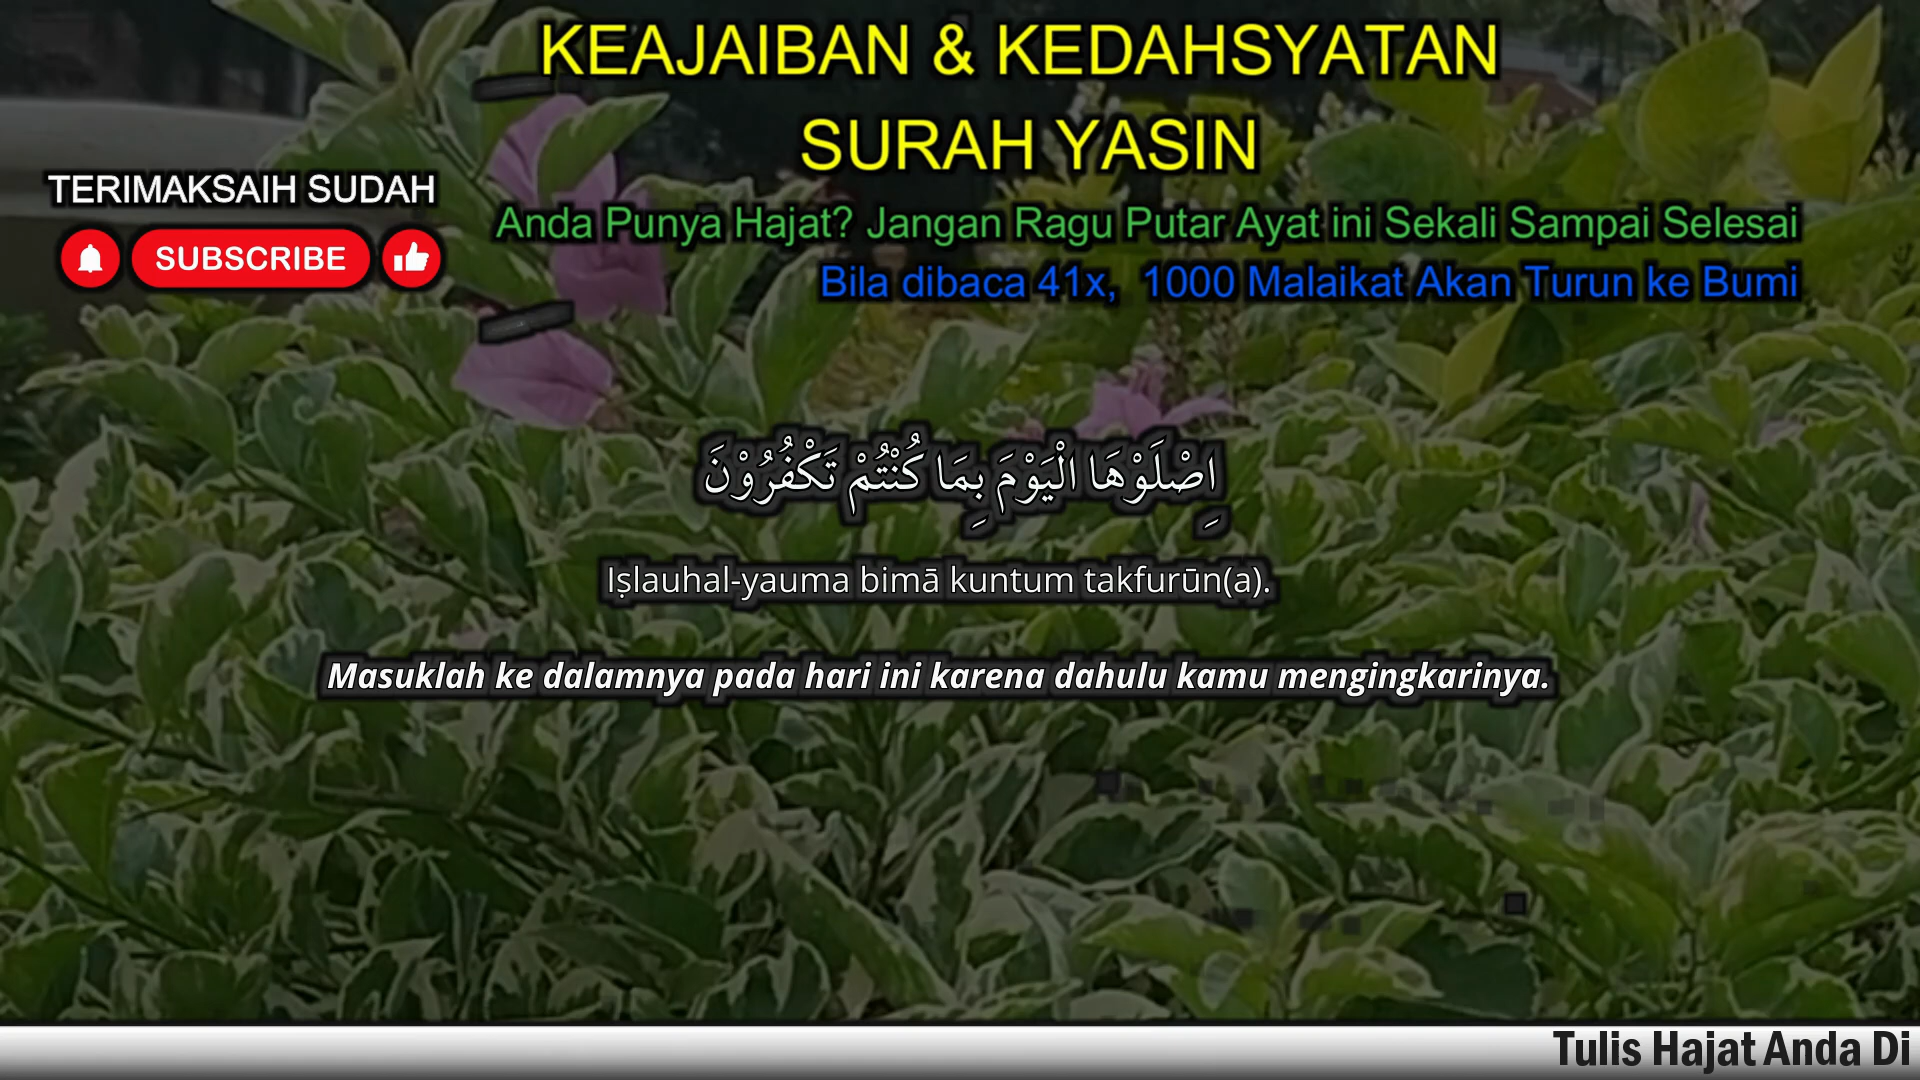 KEAJAIBAN & KEDAHSYATAN
SURAH YASIN
TERIMAKSAIH SUDAH
SUBSCRIBE
Anda Punya Hajat? Jangan Ragu Putar Ayat ini Sekali Sampai Selesai
Bila dibaca 41x, 1000 Malaikat Akan Turun ke Bumi
اِصْلَوْهَا الْيَوْمَ بِمَا كُنْتُمْ تَكْفُرُوْنَ
Iṣlauhal-yauma bimā kuntum takfurūn(a).
Masuklah ke dalamnya pada hari ini karena dahulu kamu mengingkarinya.
Tulis Hajat Anda Di